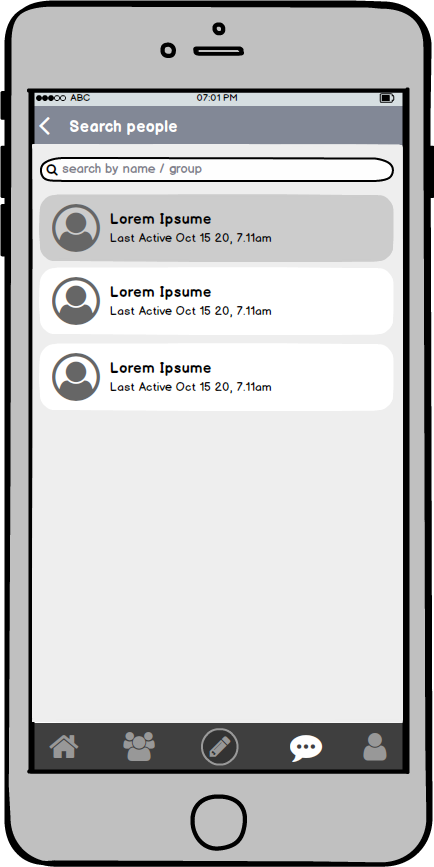 ABC 07:01 PM
Search people
search by name / group
Lorem Ipsume
Last Active Oct 15 20, 7.11am
Lorem Ipsume
Last Active Oct 15 20, 7.11am
Lorem Ipsume
Last Active Oct 15 20, 7.11am